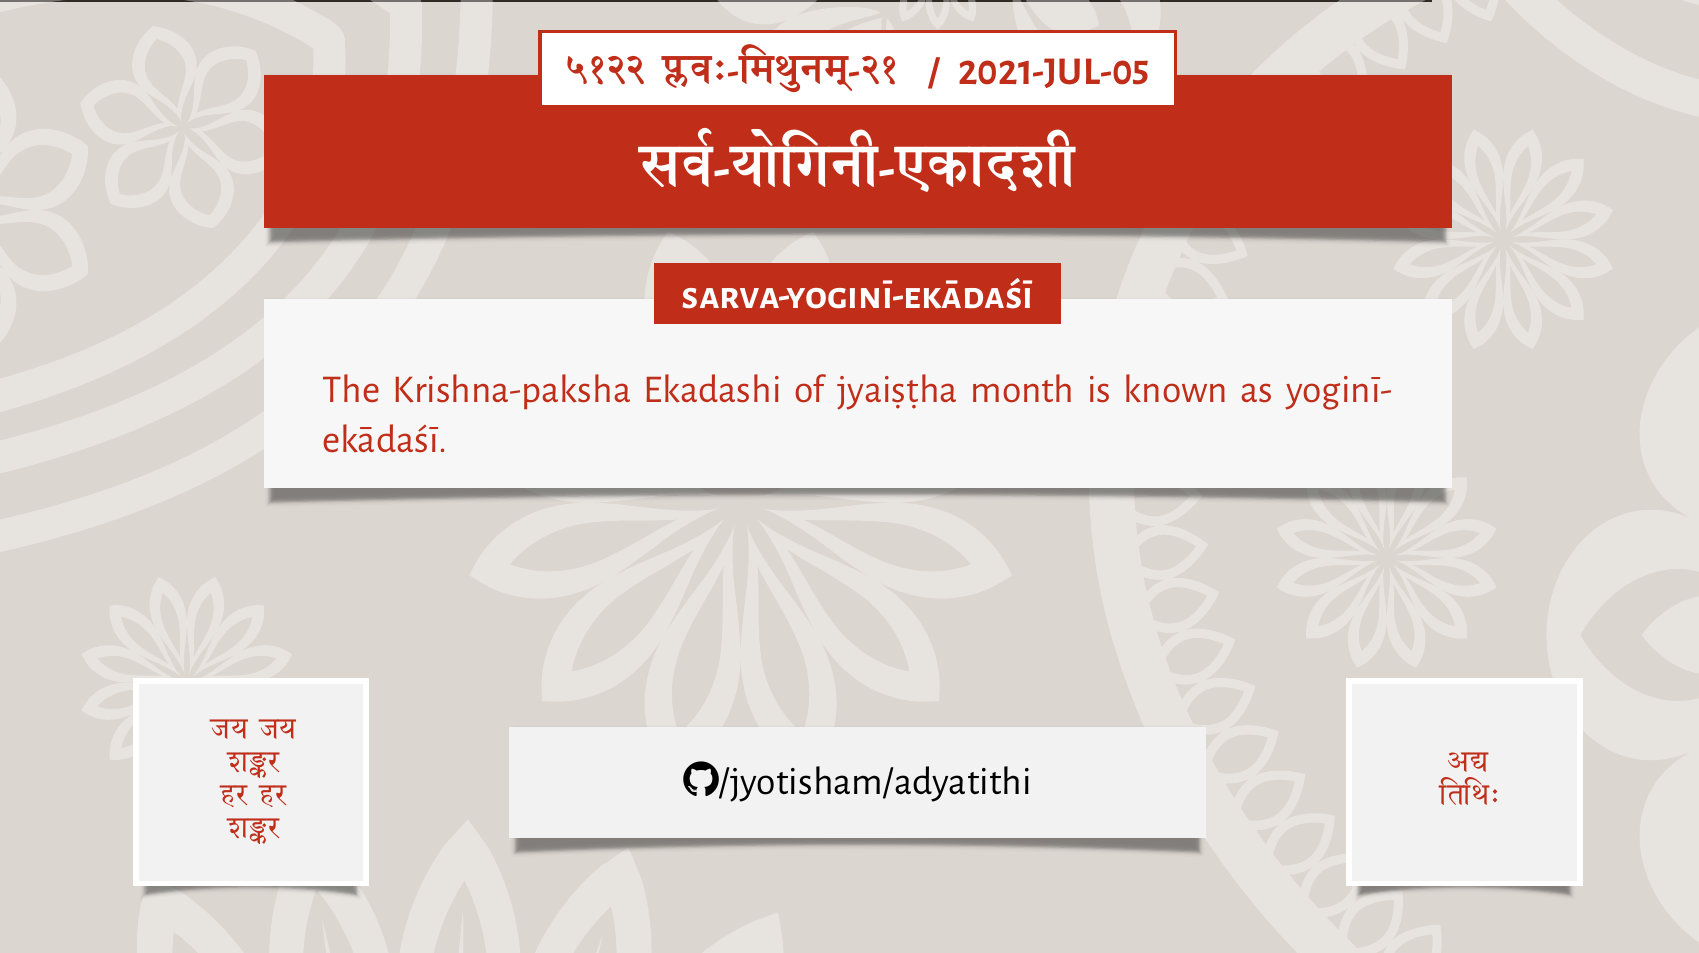 ५१२२ प्लवः-मिथुनम्-२१ / 2021-JUL-05
सर्व-योगिनी-एकादशी
SARVA-YOGINĪ-EKĀDAŚĪ
The Krishna-paksha Ekadashi of jyaiṣṭha month is known as yoginī-
ekādaśī.
जय जय
शङ्कर
हर हर
शङ्कर
/jyotisham/adyatithi
अद्य
तिथिः